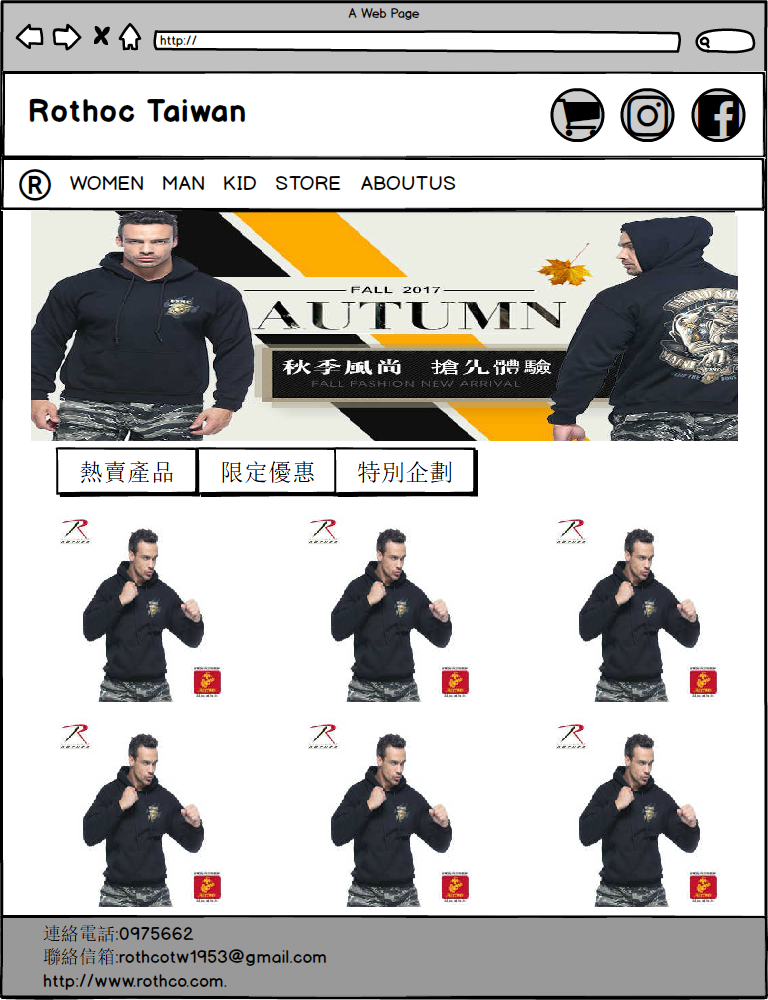 A Web Page
http://
Rothoc Taiwan
® WOMEN MAN KID STORE ABOUTUS
FALL 2017
AUTUMN
秋季風尚 搶先體驗
FALL FASHION NEW ARRIVAL
熱賣產品 限定優惠 特別企劃
連絡電話:0975662
聯絡信箱:rothcotw1953@gmail.com
http://www.rothco.com.